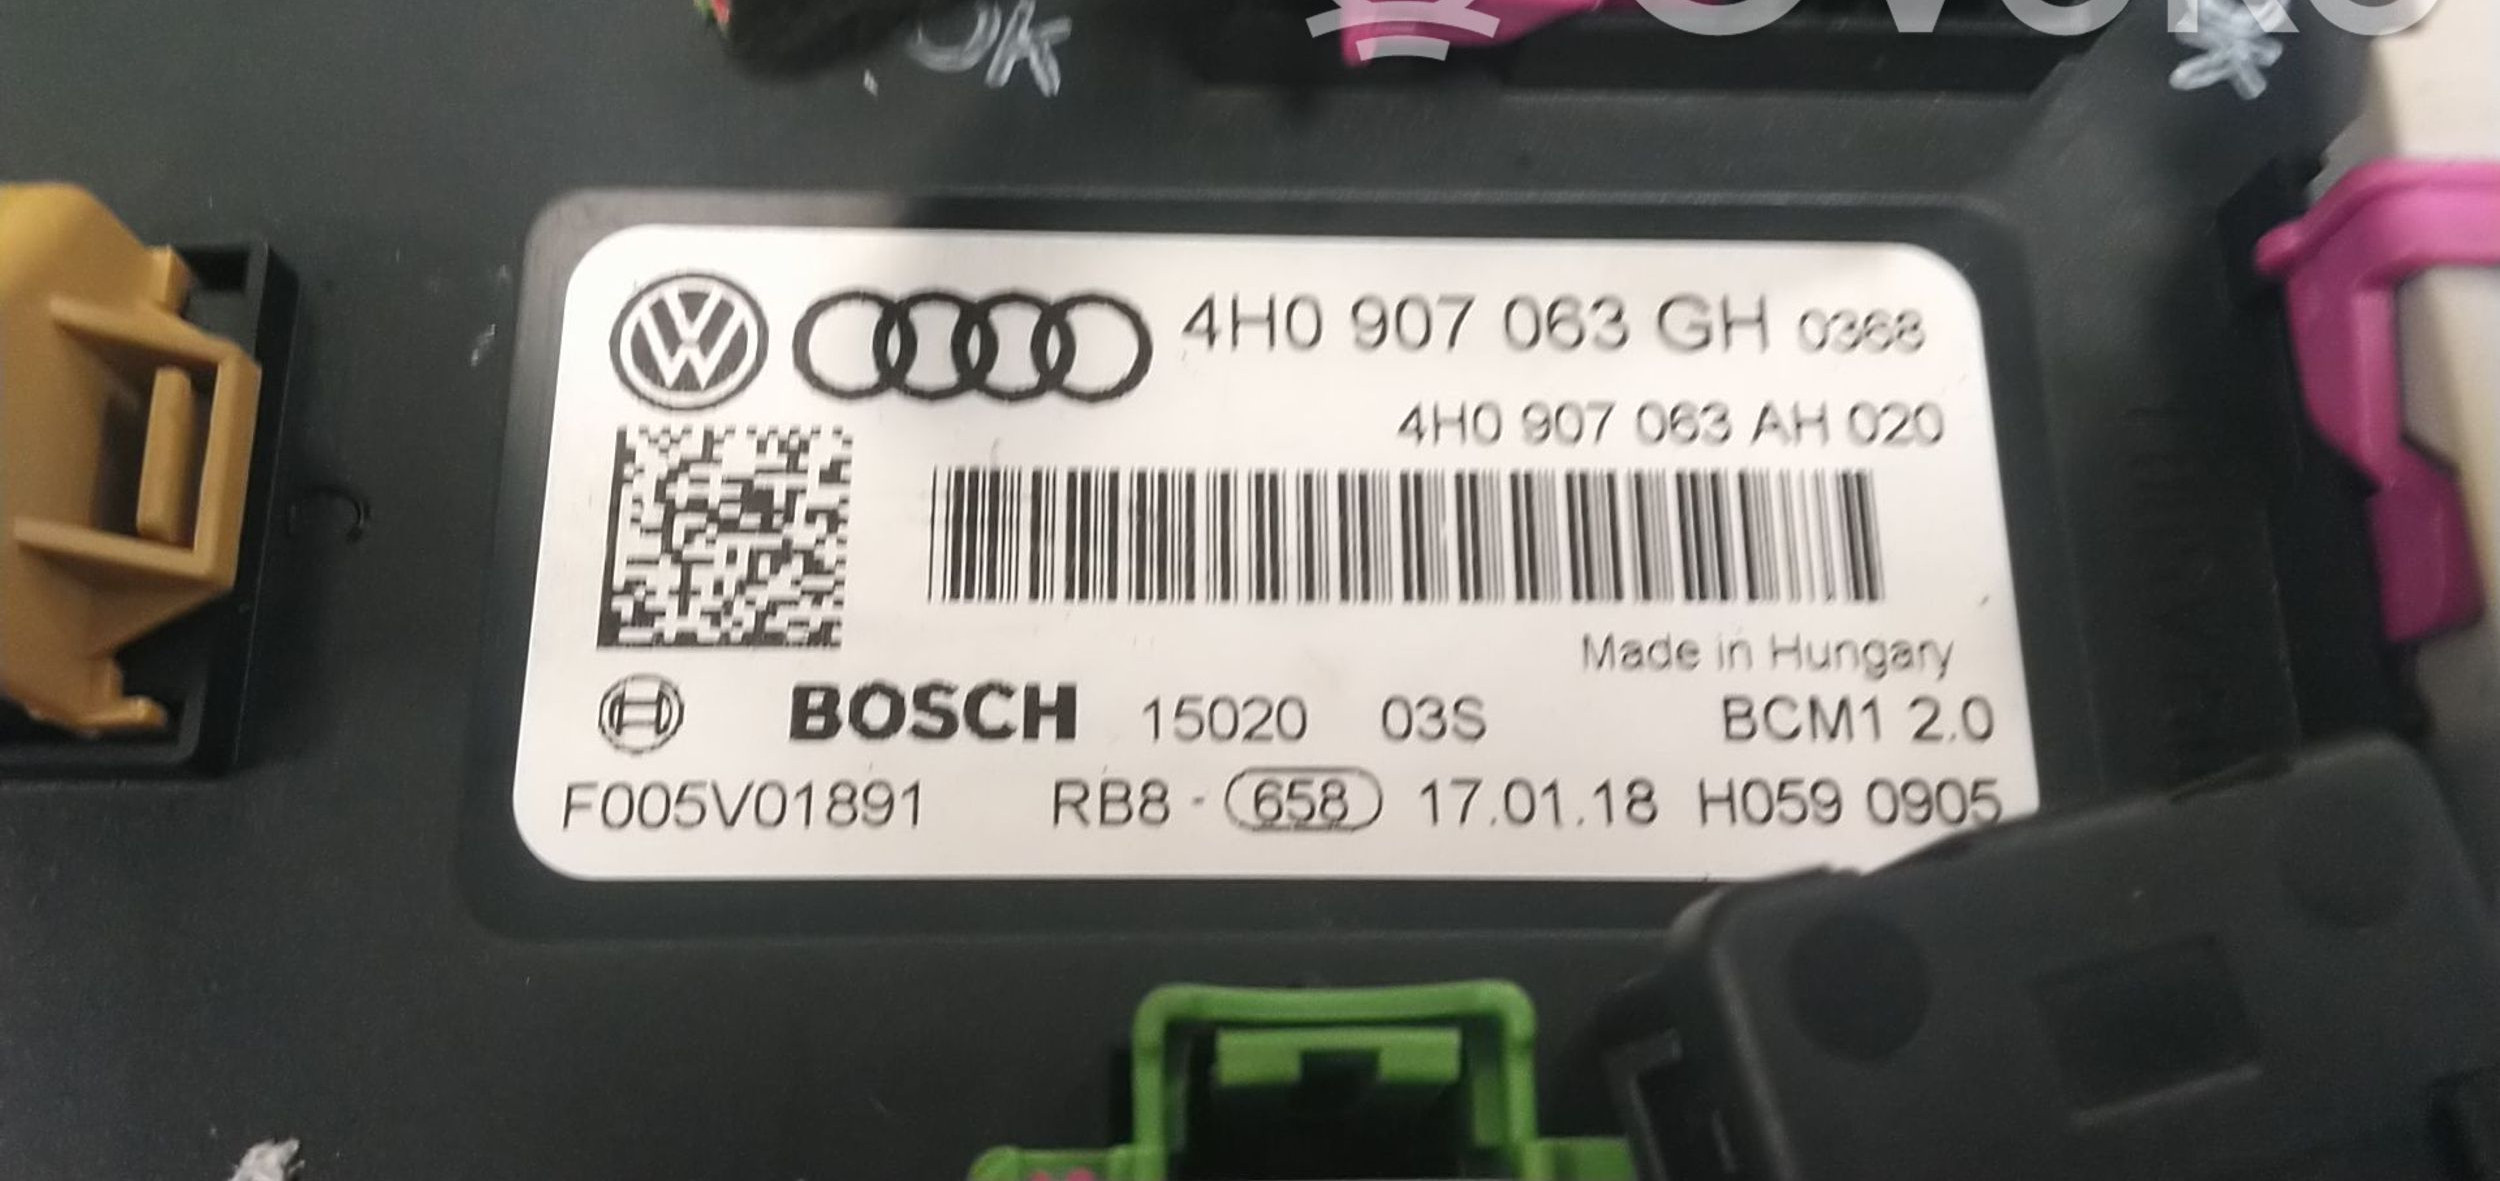 OK
4H0 907 063 GH 0368
4H0 907 063 AH 020
Made in Hungary
BOSCH 15020 03S BCM1 2.0
F005V01891 RB8 - 658 17.01.18 H059 0905